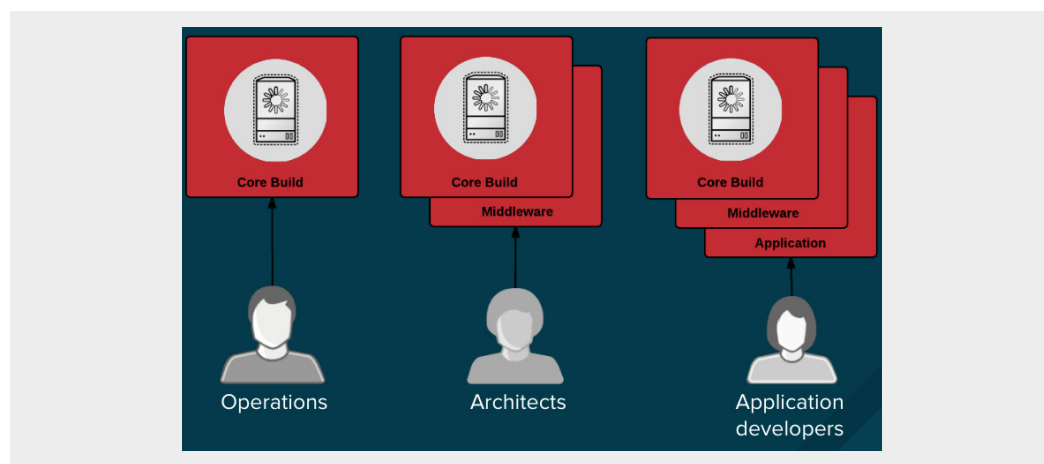 Core Build
Core Build
Middleware
Core Build
Middleware
Application
Operations
Architects
Application
developers